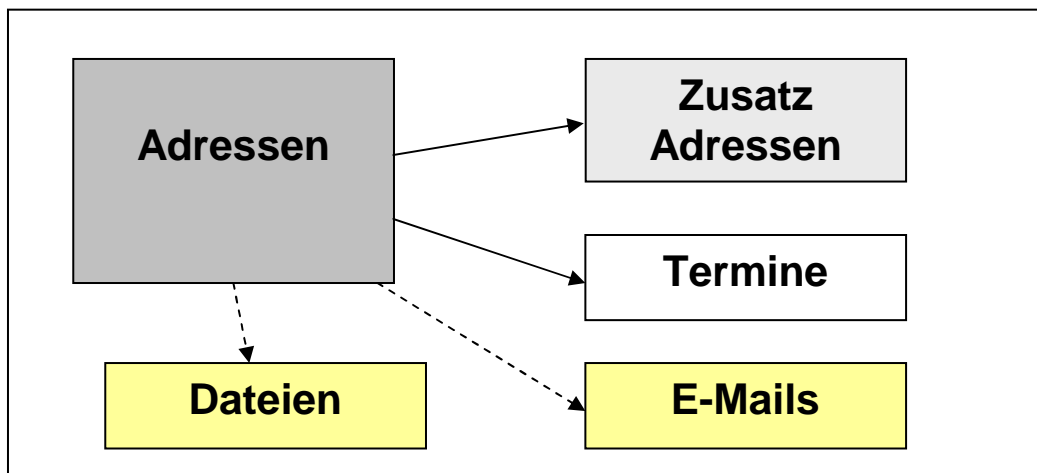 Adressen
Zusatz
Adressen
Termine
Dateien
E-Mails